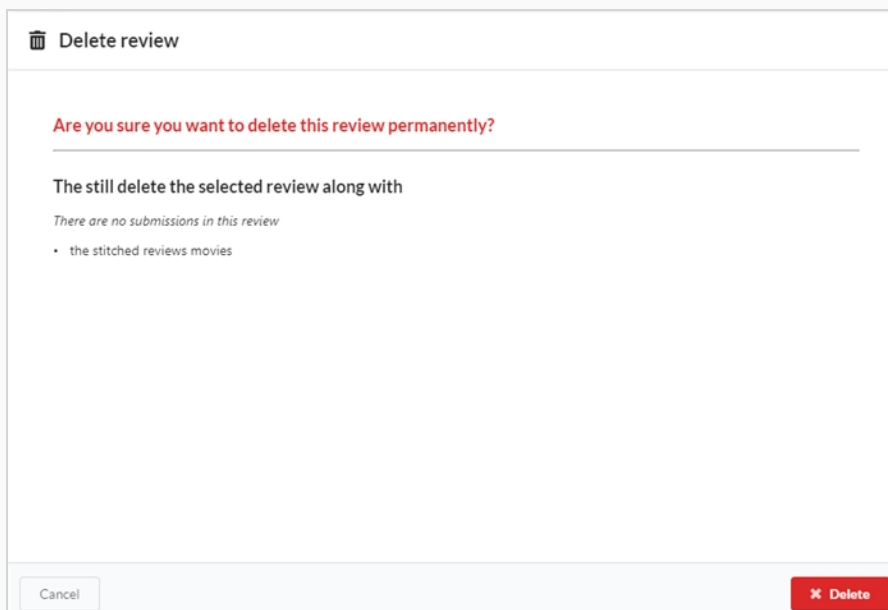 Delete review
Are you sure you want to delete this review permanently?
The still delete the selected review along with
There are no submissions in this review
• the stitched reviews movies
Cancel
✖ Delete